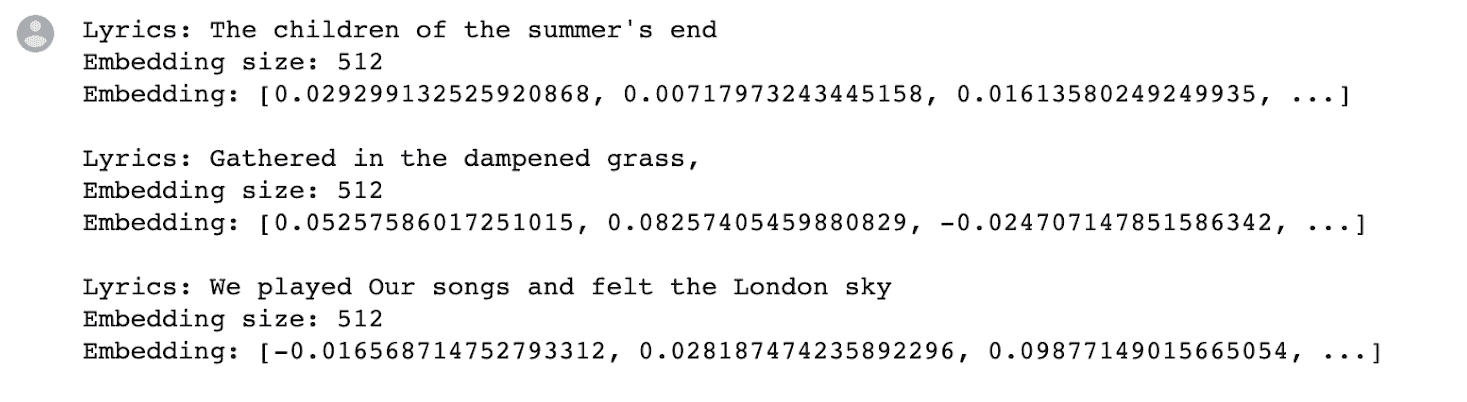 Lyrics: The children of the summer's end
Embedding size: 512
Embedding: [0.029299132525920868, 0.00717973243445158, 0.01613580249249935, ...]
Lyrics: Gathered in the dampened grass,
Embedding size: 512
Embedding: [0.05257586017251015, 0.08257405459880829, -0.024707147851586342, ...]
Lyrics: We played Our songs and felt the London sky
Embedding size: 512
Embedding: [-0.016568714752793312, 0.028187474235892296, 0.09877149015665054, ...]